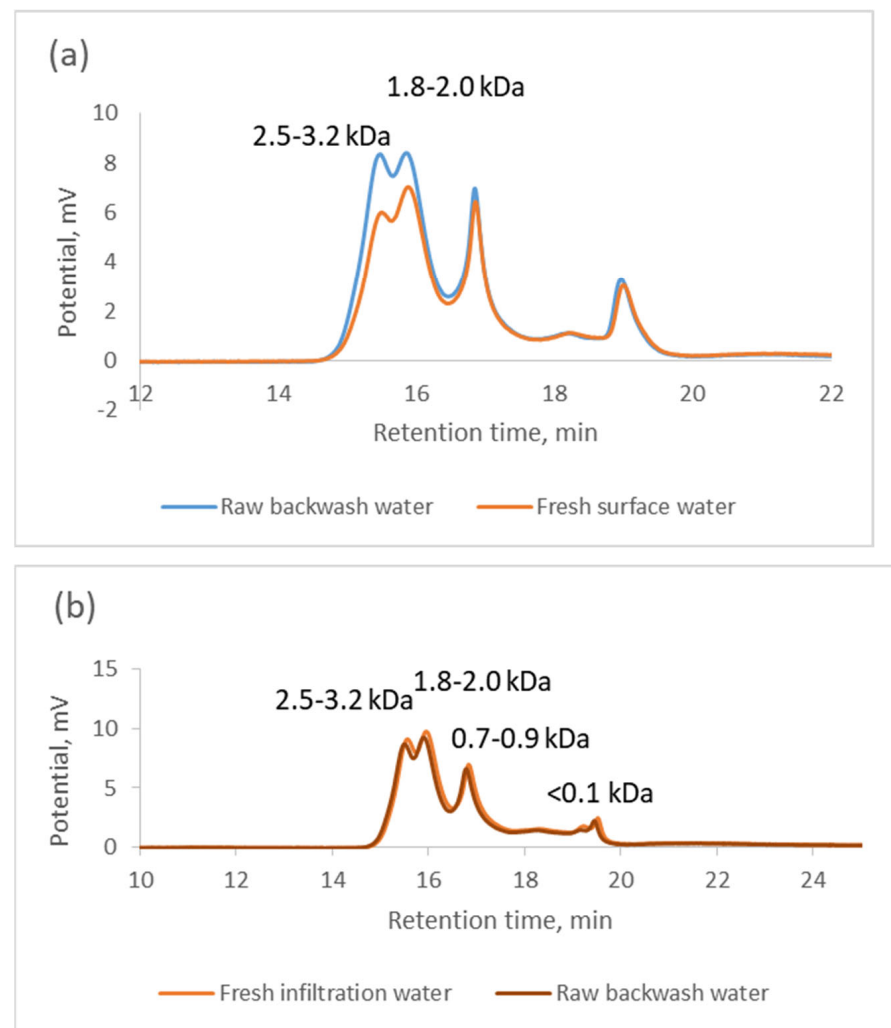 (a)
1.8-2.0 kDa
2.5-3.2 kDa
10
8
6
4
2
0
-2
Potential, mV
12 14 16 18 20 22
Retention time, min
Raw backwash water Fresh surface water
(b)
15
10
5
0
Potential, mV
1.8-2.0 kDa
2.5-3.2 kDa
0.7-0.9 kDa
<0.1 kDa
10 12 14 16 18 20 22 24
Retention time, min
Fresh infiltration water Raw backwash water